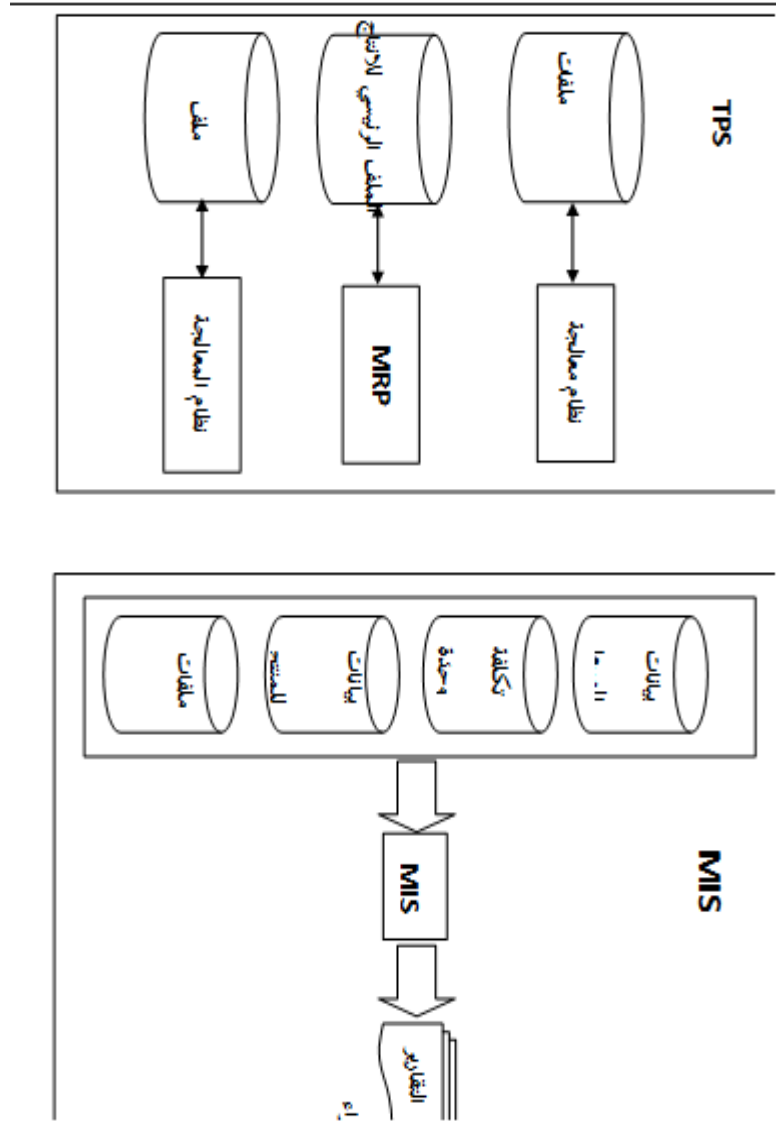 TPS
ملفات
الملف الرئيسي للانتاج
ملف
نظام معالجة
MRP
نظام المعالجة
MIS
بيانات
تكلفة
وحدة
بيانات
للمنتج
ملفات
MIS
التقارير